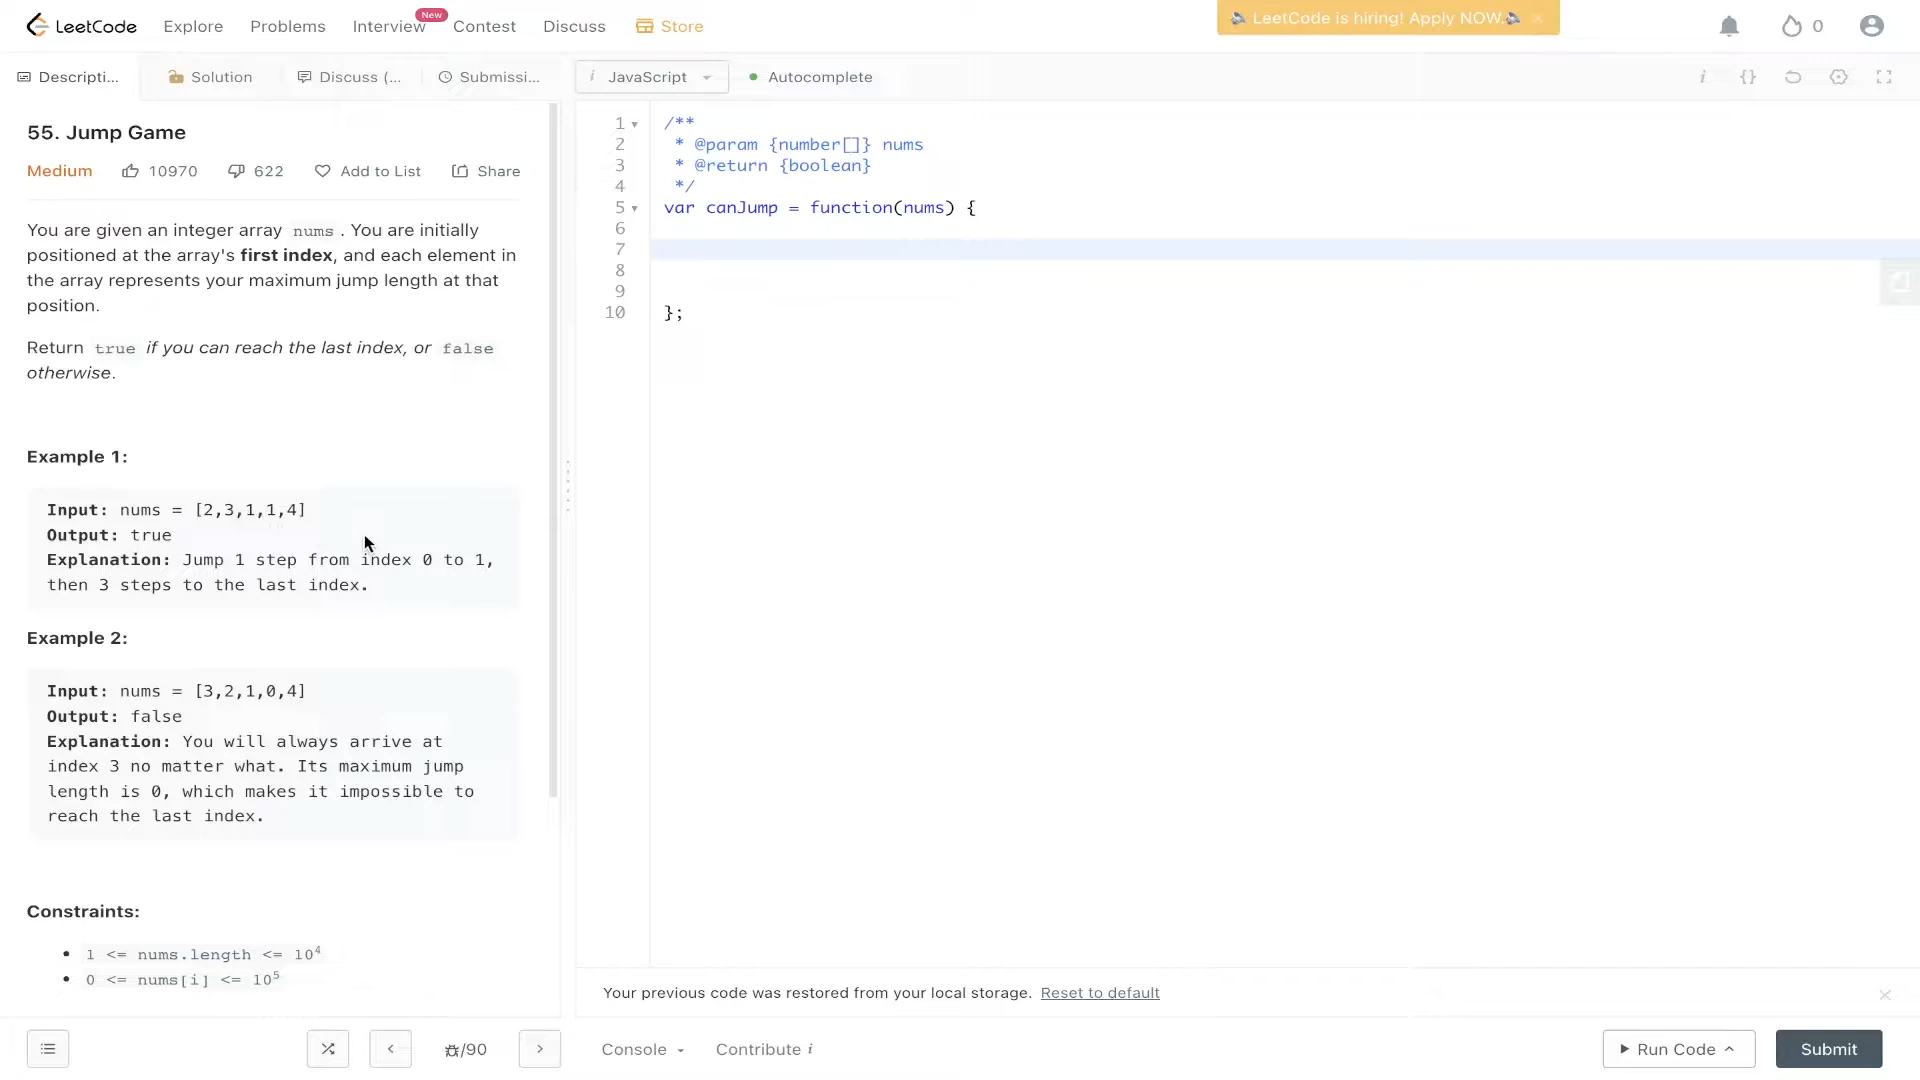 LeetCode Explore Problems Interview New Contest Discuss Store LeetCode is hiring! Apply NOW. 0
Descripti... Solution Discuss (... Submissi... i JavaScript Autocomplete
55. Jump Game
Medium 10970 622 Add to List Share
You are given an integer array nums . You are initially
positioned at the array's first index, and each element in
the array represents your maximum jump length at that
position.
Return true if you can reach the last index, or false
otherwise.
Example 1:
Input: nums = [2,3,1,1,4]
Output: true
Explanation: Jump 1 step from index 0 to 1,
then 3 steps to the last index.
Example 2:
Input: nums = [3,2,1,0,4]
Output: false
Explanation: You will always arrive at
index 3 no matter what. Its maximum jump
length is 0, which makes it impossible to
reach the last index.
Constraints:
1 <= nums.length <= 10^4
0 <= nums[i] <= 10^5
1 /**
2 * @param {number[]} nums
3 * @return {boolean}
4 */
5 var canJump = function(nums) {
6
7
8
9
10 };
Your previous code was restored from your local storage. Reset to default
/90 Console Contribute i Run Code Submit